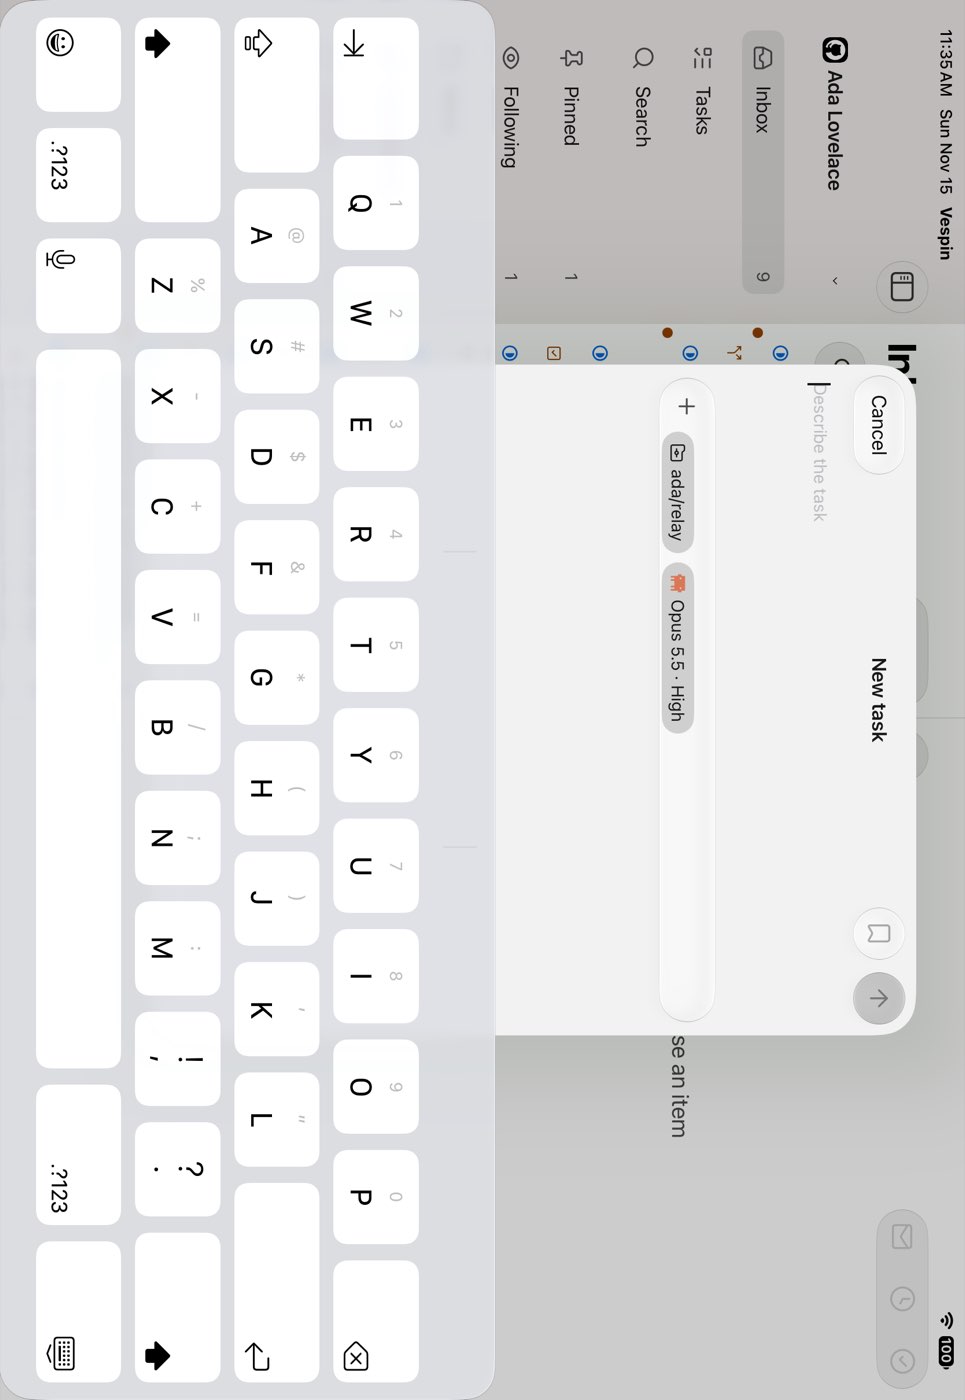 11:35 AM Sun Nov 15 Vespin
100
Ada Lovelace
Inbox 9
Tasks
Search
Pinned 1
Following 1
Cancel
New task
Describe the task
ada/relay
Opus 5.5 · High
se an item
1 2 3 4 5 6 7 8 9 0
Q W E R T Y U I O P
@ # $ & * ( ) ' "
A S D F G H J K L
% - + = / ; : ! ?
Z X C V B N M , .
.?123 .?123